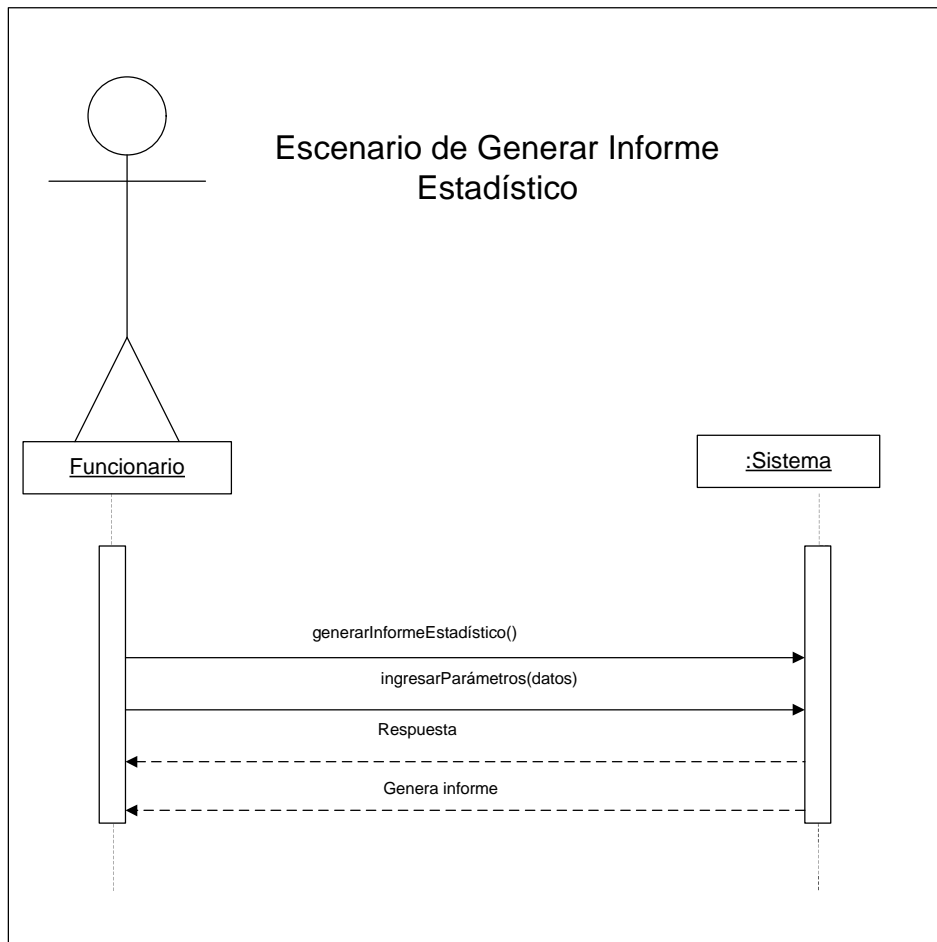 Escenario de Generar Informe
Estadístico
Funcionario
:Sistema
generarInformeEstadístico()
ingresarParámetros(datos)
Respuesta
Genera informe